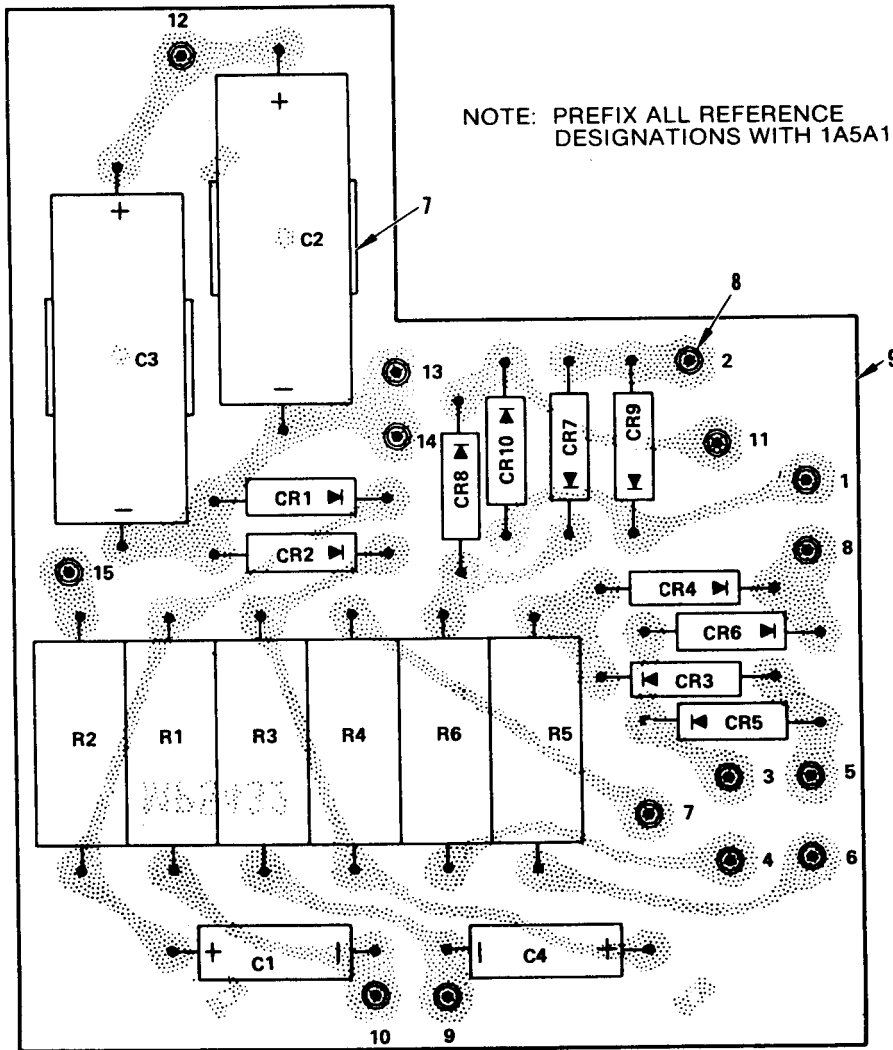 12
NOTE: PREFIX ALL REFERENCE
DESIGNATIONS WITH 1A5A1
+
7
+
C2
C3
8
9
2
13
14
11
1
8
CR8
CR10
CR7
CR9
CR1
CR2
15
CR4
CR6
CR3
CR5
R2
R1
R3
R4
R6
R5
3
5
7
4
6
+
C1
C4
+
10
9